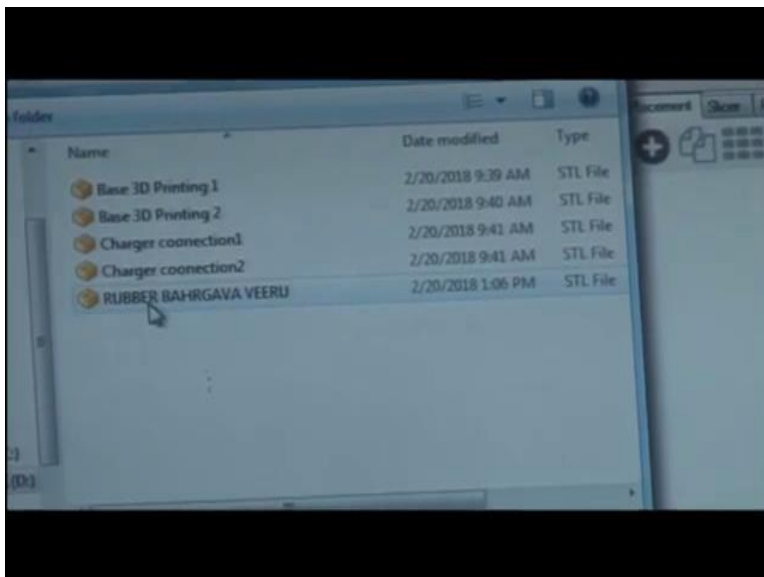 folder
Placement Slicer
Name Date modified Type
Base 3D Printing 1 2/20/2018 9:39 AM STL File
Base 3D Printing 2 2/20/2018 9:40 AM STL File
Charger coonection1 2/20/2018 9:41 AM STL File
Charger coonection2 2/20/2018 9:41 AM STL File
RUBBER BAHRGAVA VEERU 2/20/2018 1:06 PM STL File
:)
(D:)